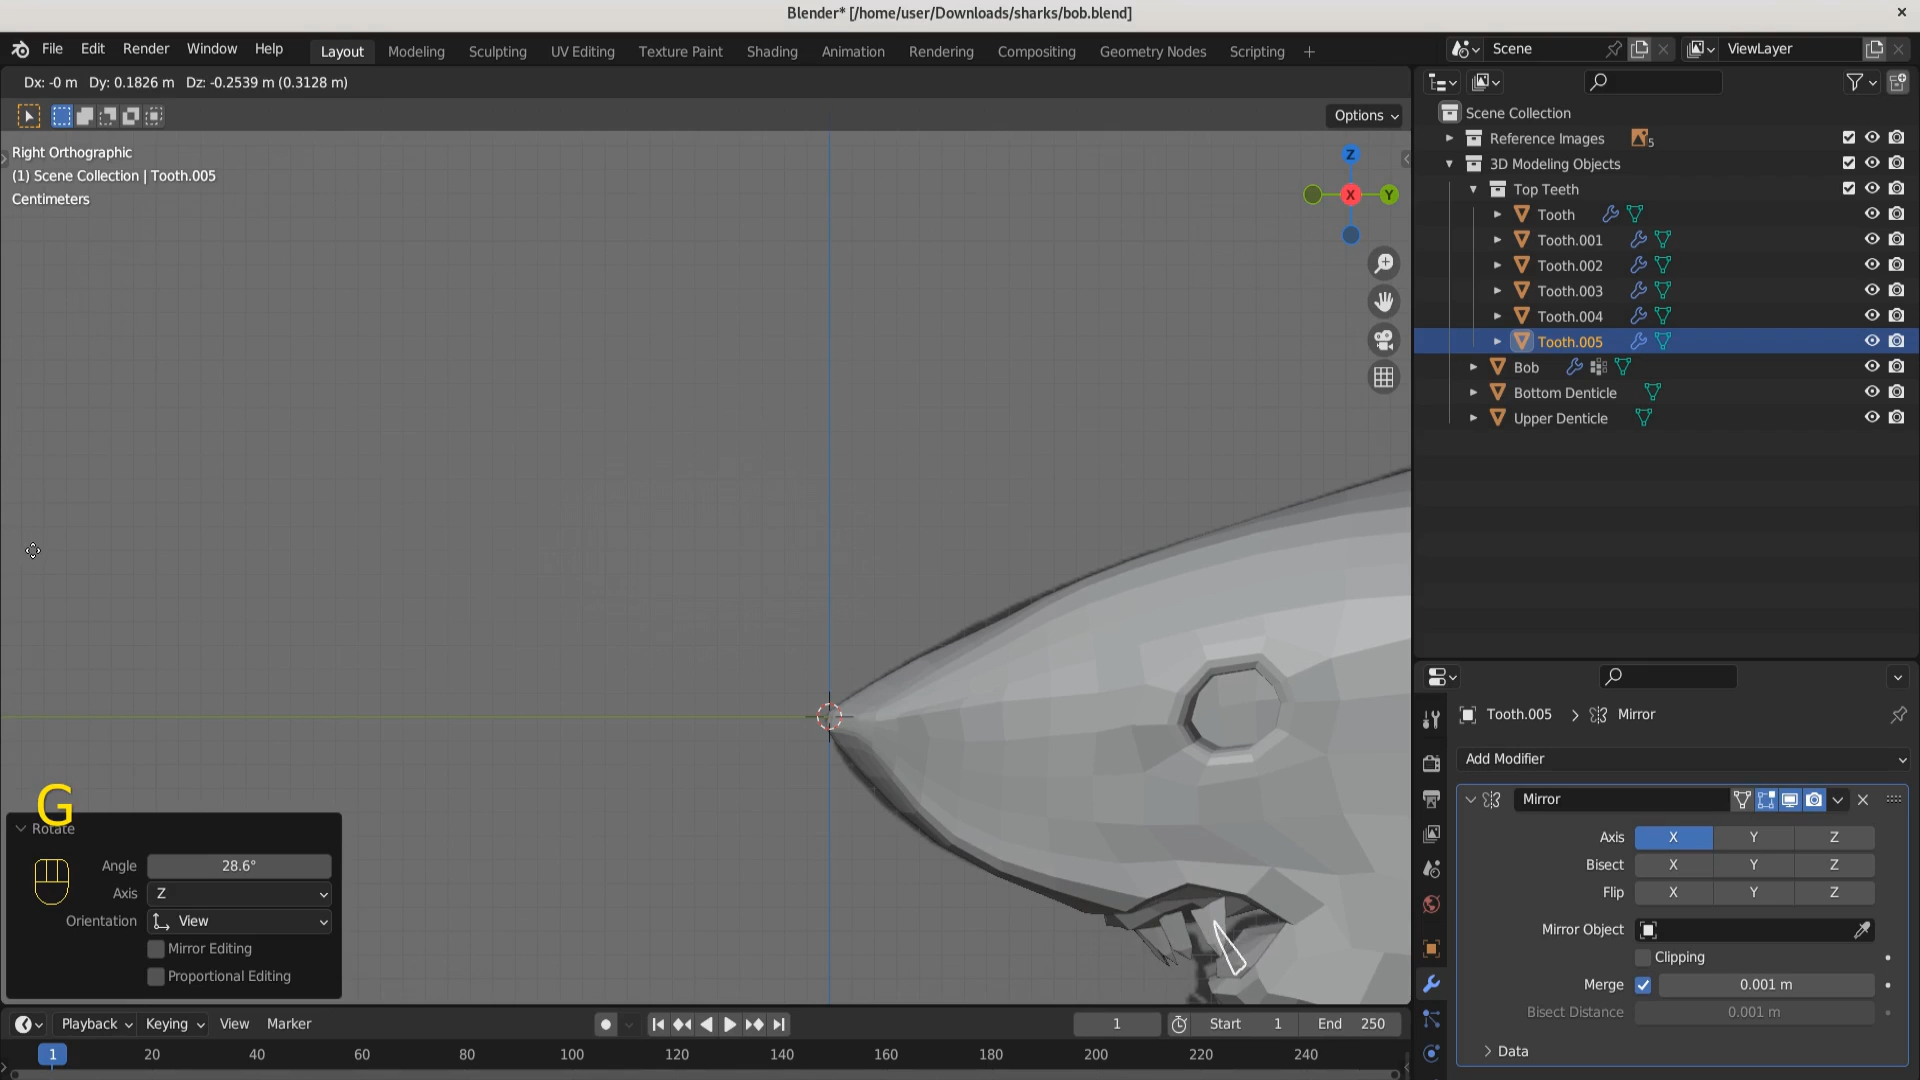 Blender* [/home/user/Downloads/sharks/bob.blend]
File Edit Render Window Help
Layout Modeling Sculpting UV Editing Texture Paint Shading Animation Rendering Compositing Geometry Nodes Scripting +
Scene
ViewLayer
Dx: -0 m Dy: 0.1826 m Dz: -0.2539 m (0.3128 m)
Options
Right Orthographic
(1) Scene Collection | Tooth.005
Centimeters
Z
X
Y
G
Rotate
Angle 28.6°
Axis Z
Orientation View
Mirror Editing
Proportional Editing
Scene Collection
Reference Images 5
3D Modeling Objects
Top Teeth
Tooth
Tooth.001
Tooth.002
Tooth.003
Tooth.004
Tooth.005
Bob
Bottom Denticle
Upper Denticle
Tooth.005 > Mirror
Add Modifier
Mirror
Axis X Y Z
Bisect X Y Z
Flip X Y Z
Mirror Object
Clipping
Merge 0.001 m
Bisect Distance 0.001 m
Data
Playback Keying View Marker
1
Start 1
End 250
1 20 40 60 80 100 120 140 160 180 200 220 240